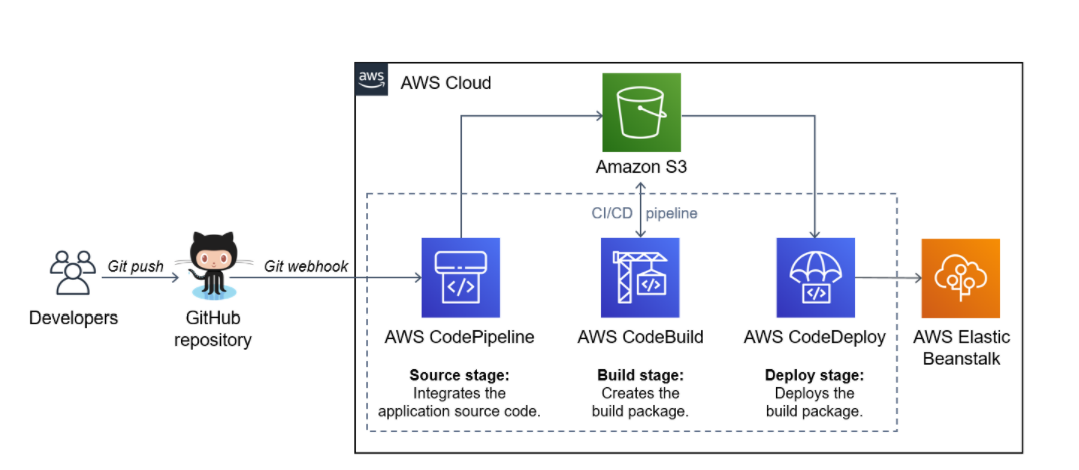 aws
AWS Cloud
Amazon S3
CI/CD pipeline
Git push
Git webhook
Developers
GitHub
repository
</>
</>
</>
AWS CodePipeline
AWS CodeBuild
AWS CodeDeploy
AWS Elastic
Beanstalk
Source stage:
Integrates the
application source code.
Build stage:
Creates the
build package.
Deploy stage:
Deploys the
build package.